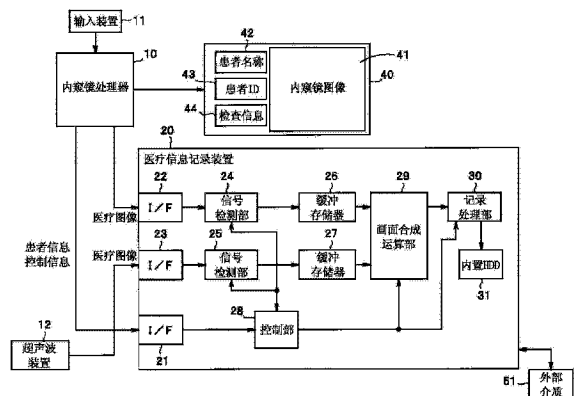 输入装置
11
10
内窥镜处理器
42
患者名称
43
患者ID
44
检查信息
41
内窥镜图像
40
20
医疗信息记录装置
22
I/F
24
信号
检测部
26
缓冲
存储器
29
画面合成
运算部
30
记录
处理部
医疗图像
23
I/F
25
信号
检测部
27
缓冲
存储器
内置HDD
31
患者信息
控制信息
医疗图像
28
控制部
I/F
21
12
超声波
装置
51
外部
介质